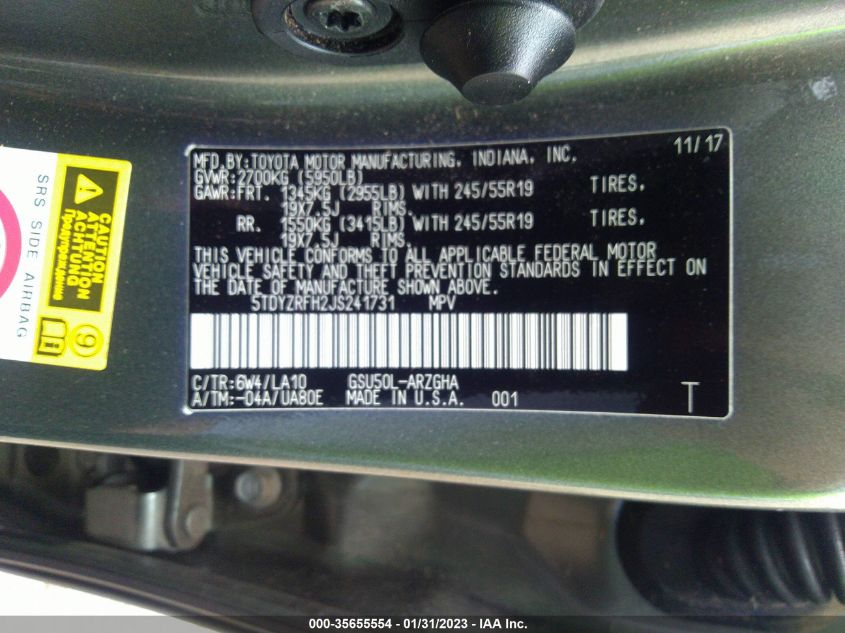 MFD.BY:TOYOTA MOTOR MANUFACTURING, INDIANA, INC. 11/17
GVWR:2700KG (5950LB)
GAWR:FRT. 1345KG (2955LB) WITH 245/55R19 TIRES.
19X7.5J RIMS.
RR. 1550KG (3415LB) WITH 245/55R19 TIRES.
19X7.5J RIMS.
THIS VEHICLE CONFORMS TO ALL APPLICABLE FEDERAL MOTOR
VEHICLE SAFETY AND THEFT PREVENTION STANDARDS IN EFFECT ON
THE DATE OF MANUFACTURE SHOWN ABOVE.
5TDYZRFH2JS241731 MPV
C/TR:6W4/LA10 GSU50L-ARZGHA
A/TM:-04A/UA80E MADE IN U.S.A. 001 T
CAUTION
ATTENTION
ACHTUNG
Предупреждение
SRS SIDE AIRBAG
9
000-35655554 - 01/31/2023 - IAA Inc.